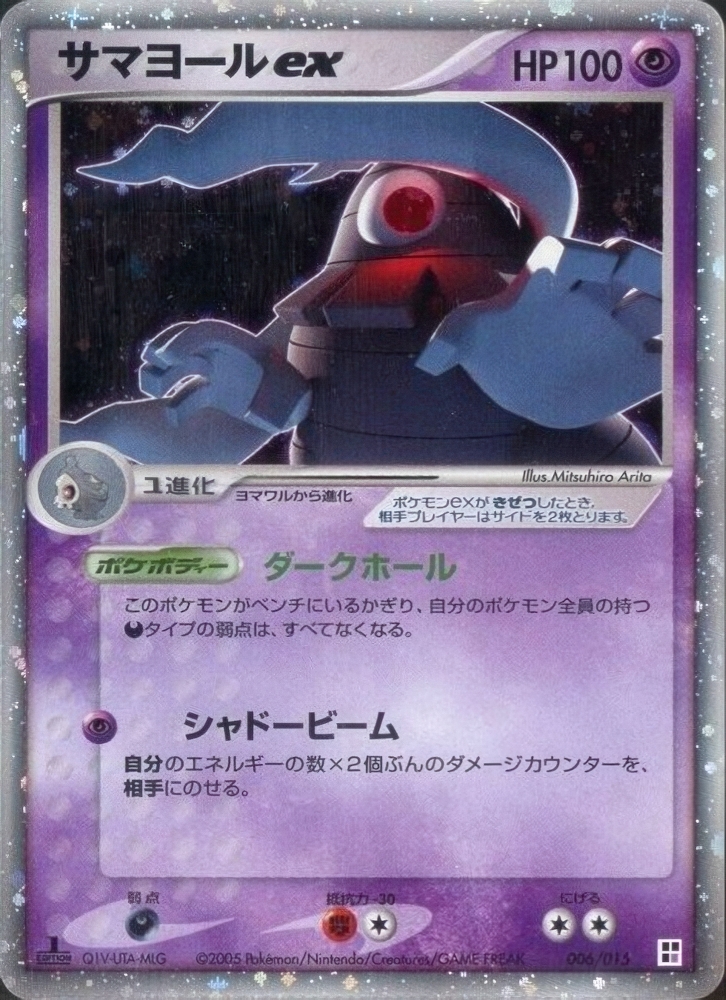 サマヨールex HP100
Illus.Mitsuhiro Arita
1進化 ヨマワルから進化
ポケモンexが きぜつしたとき、
相手プレイヤーはサイドを2枚とります。
ポケボディー ダークホール
このポケモンがベンチにいるかぎり、自分のポケモン全員の持つ
タイプの弱点は、すべてなくなる。
シャドービーム
自分のエネルギーの数×2個ぶんのダメージカウンターを、
相手にのせる。
弱点 抵抗力 -30 にげる
1 EDITION Q1V-UTA-MLG ©2005 Pokémon/Nintendo/Creatures/GAME FREAK 006/015